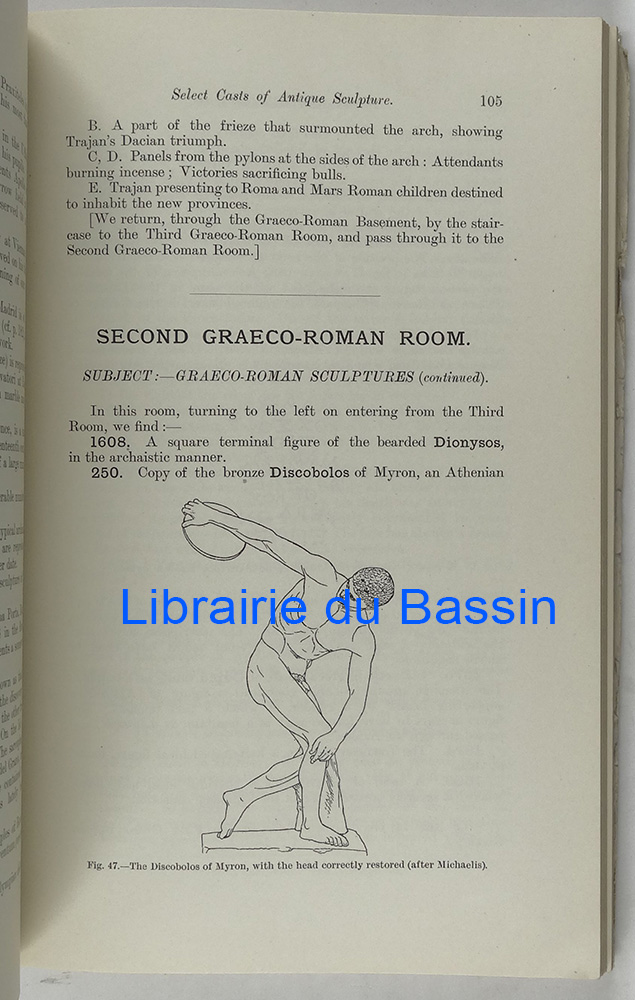 Select Casts of Antique Sculpture. 105
B. A part of the frieze that surmounted the arch, showing
Trajan's Dacian triumph.
C, D. Panels from the pylons at the sides of the arch : Attendants
burning incense ; Victories sacrificing bulls.
E. Trajan presenting to Roma and Mars Roman children destined
to inhabit the new provinces.
[We return, through the Graeco-Roman Basement, by the stair-
case to the Third Graeco-Roman Room, and pass through it to the
Second Graeco-Roman Room.]
SECOND GRAECO-ROMAN ROOM.
SUBJECT:—GRAECO-ROMAN SCULPTURES (continued).
In this room, turning to the left on entering from the Third
Room, we find :—
1608. A square terminal figure of the bearded Dionysos,
in the archaistic manner.
250. Copy of the bronze Discobolos of Myron, an Athenian
Librairie du Bassin
Fig. 47.—The Discobolos of Myron, with the head correctly restored (after Michaelis).